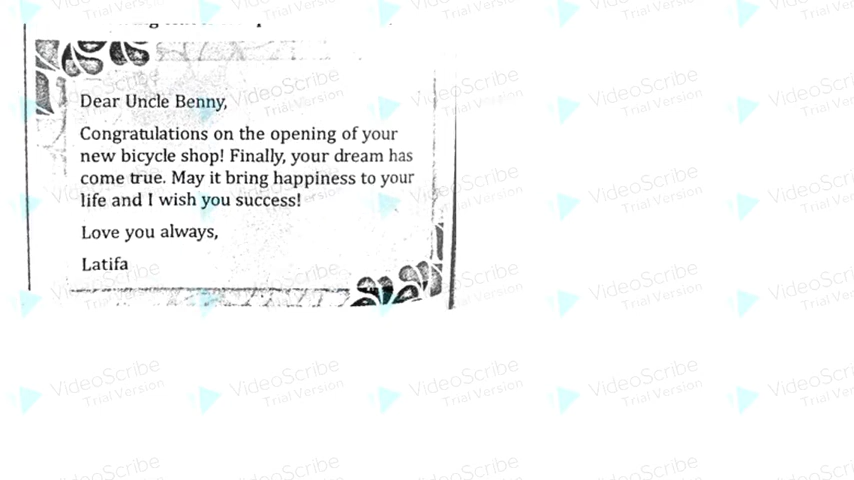 Dear Uncle Benny,
Congratulations on the opening of your
new bicycle shop! Finally, your dream has
come true. May it bring happiness to your
life and I wish you success!
Love you always,
Latifa
VideoScribe
Trial Version